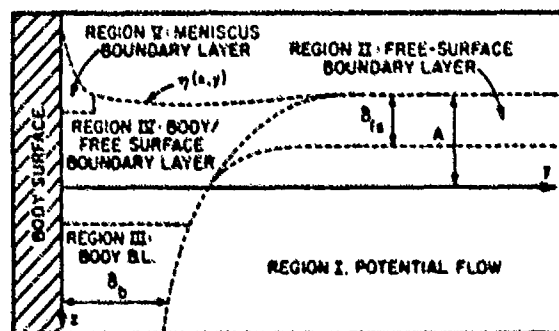 REGION V: MENISCUS
BOUNDARY LAYER
η(x,y)
REGION II: FREE-SURFACE
BOUNDARY LAYER
REGION IV: BODY/
FREE SURFACE
BOUNDARY LAYER
δfs
A
BODY SURFACE
y
REGION III:
BODY B.L.
δb
REGION I. POTENTIAL FLOW
z